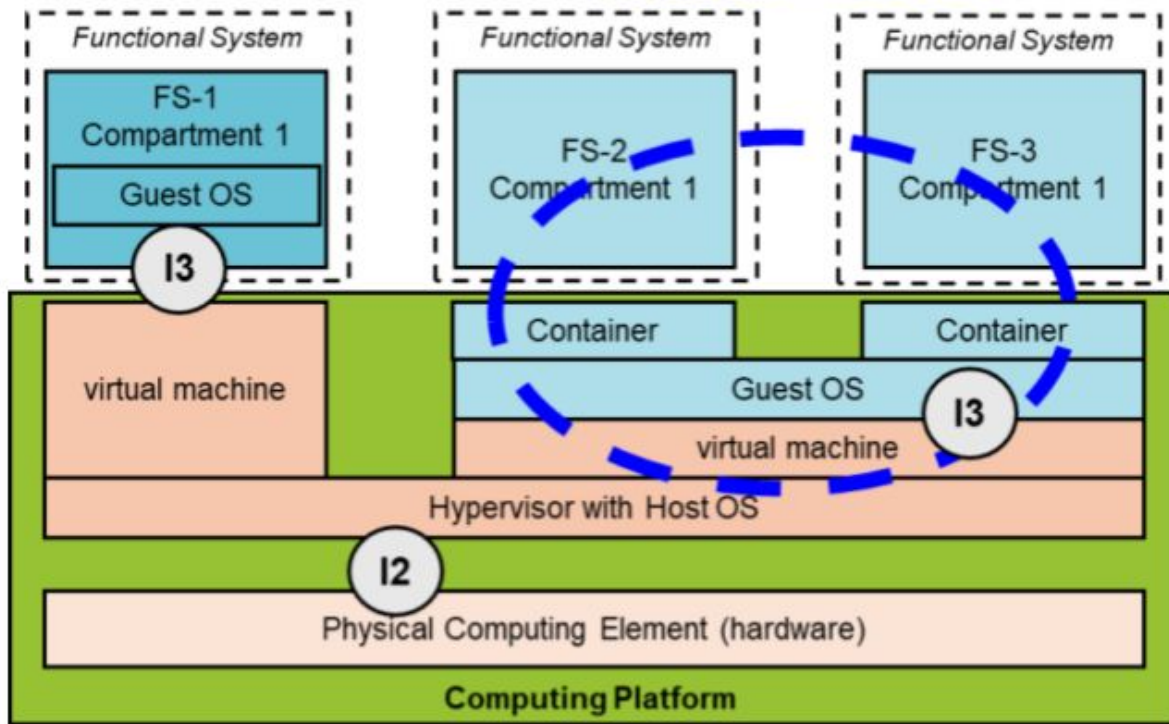 Functional System
Functional System
Functional System
FS-1
Compartment 1
Guest OS
FS-2
Compartment 1
FS-3
Compartment 1
I3
virtual machine
Container
Container
Guest OS
I3
virtual machine
Hypervisor with Host OS
I2
Physical Computing Element (hardware)
Computing Platform